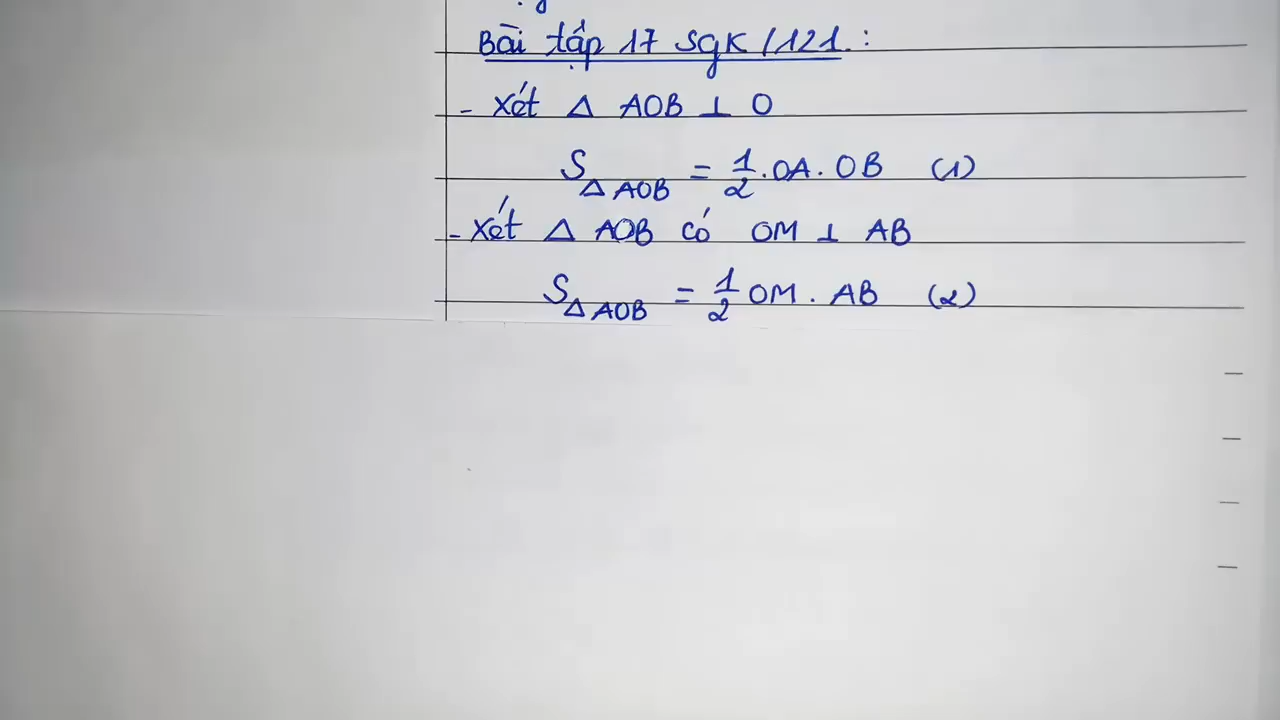 Bài tập 17 SGK/121 :
- Xét Δ AOB ⊥ O
S Δ AOB = 1/2 . OA . OB (1)
- Xét Δ AOB có OM ⊥ AB
S Δ AOB = 1/2 OM . AB (2)